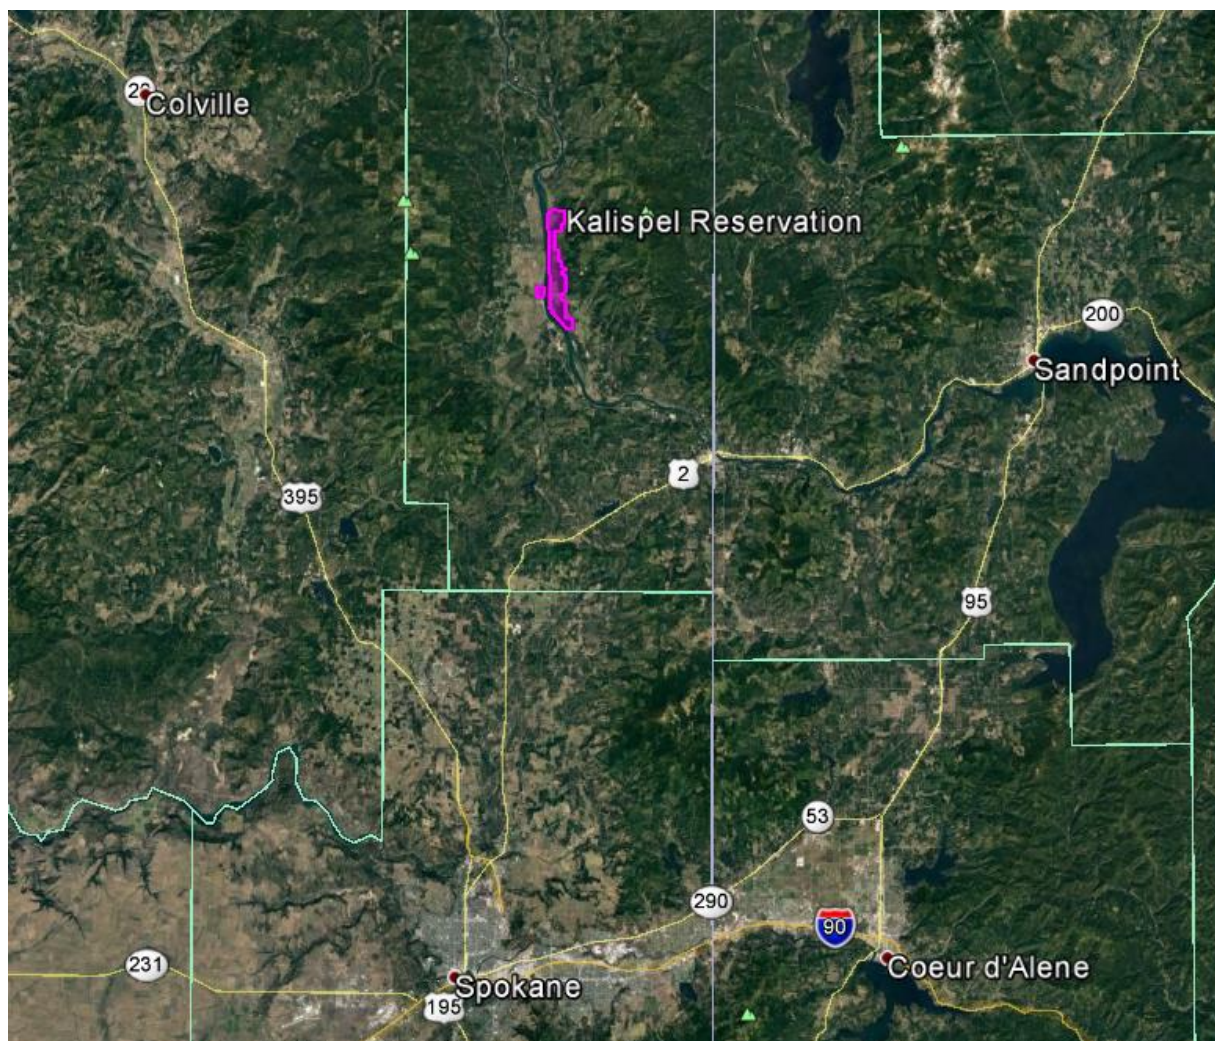 Colville
Kalispel Reservation
200
Sandpoint
2
395
95
53
290
90
231
Coeur d'Alene
Spokane
195